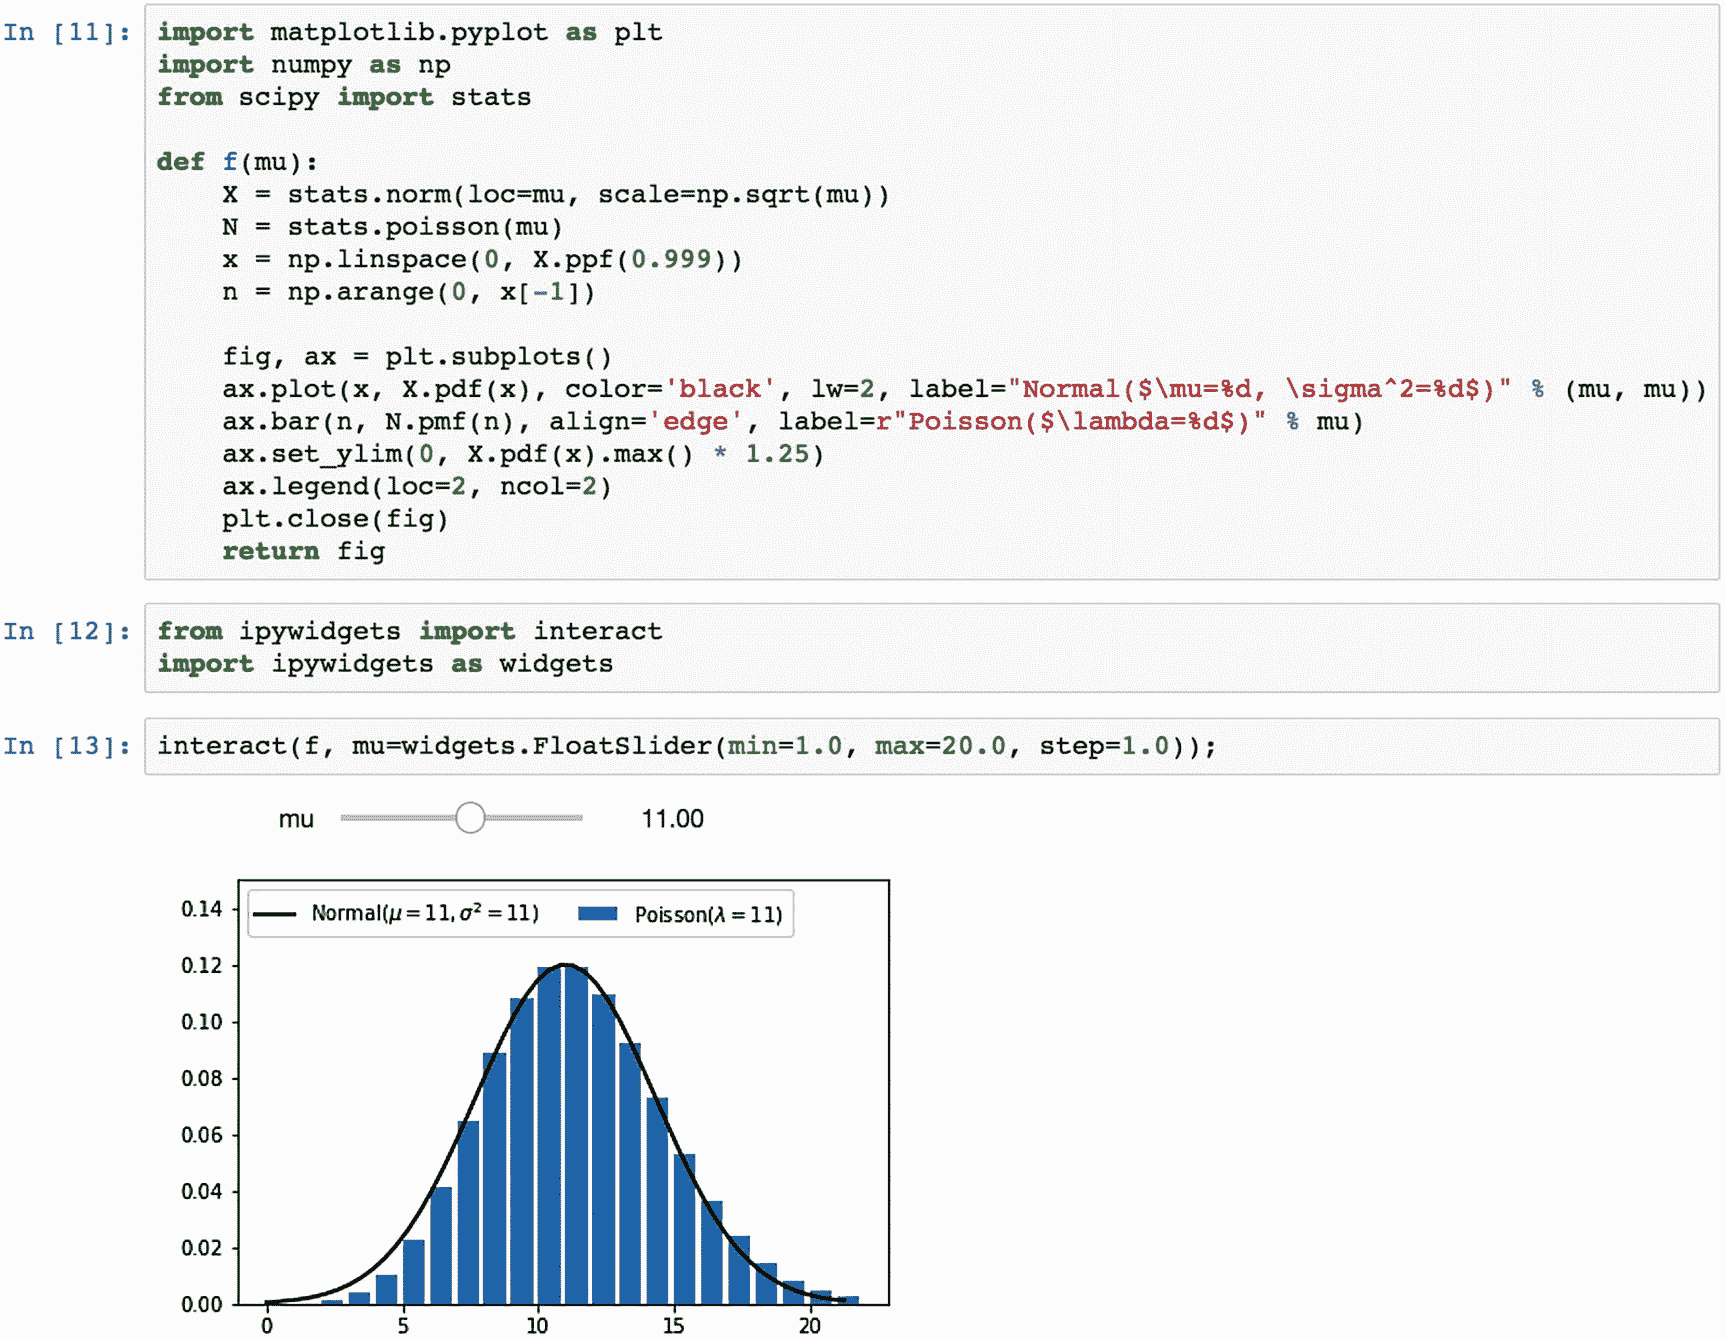 In [11]: import matplotlib.pyplot as plt
import numpy as np
from scipy import stats

def f(mu):
    X = stats.norm(loc=mu, scale=np.sqrt(mu))
    N = stats.poisson(mu)
    x = np.linspace(0, X.ppf(0.999))
    n = np.arange(0, x[-1])

    fig, ax = plt.subplots()
    ax.plot(x, X.pdf(x), color='black', lw=2, label="Normal($\mu=%d, \sigma^2=%d$)" % (mu, mu))
    ax.bar(n, N.pmf(n), align='edge', label=r"Poisson($\lambda=%d$)" % mu)
    ax.set_ylim(0, X.pdf(x).max() * 1.25)
    ax.legend(loc=2, ncol=2)
    plt.close(fig)
    return fig
In [12]: from ipywidgets import interact
import ipywidgets as widgets
In [13]: interact(f, mu=widgets.FloatSlider(min=1.0, max=20.0, step=1.0));
mu 11.00
Normal(μ = 11, σ² = 11) Poisson(λ = 11)
0.14
0.12
0.10
0.08
0.06
0.04
0.02
0.00
0 5 10 15 20